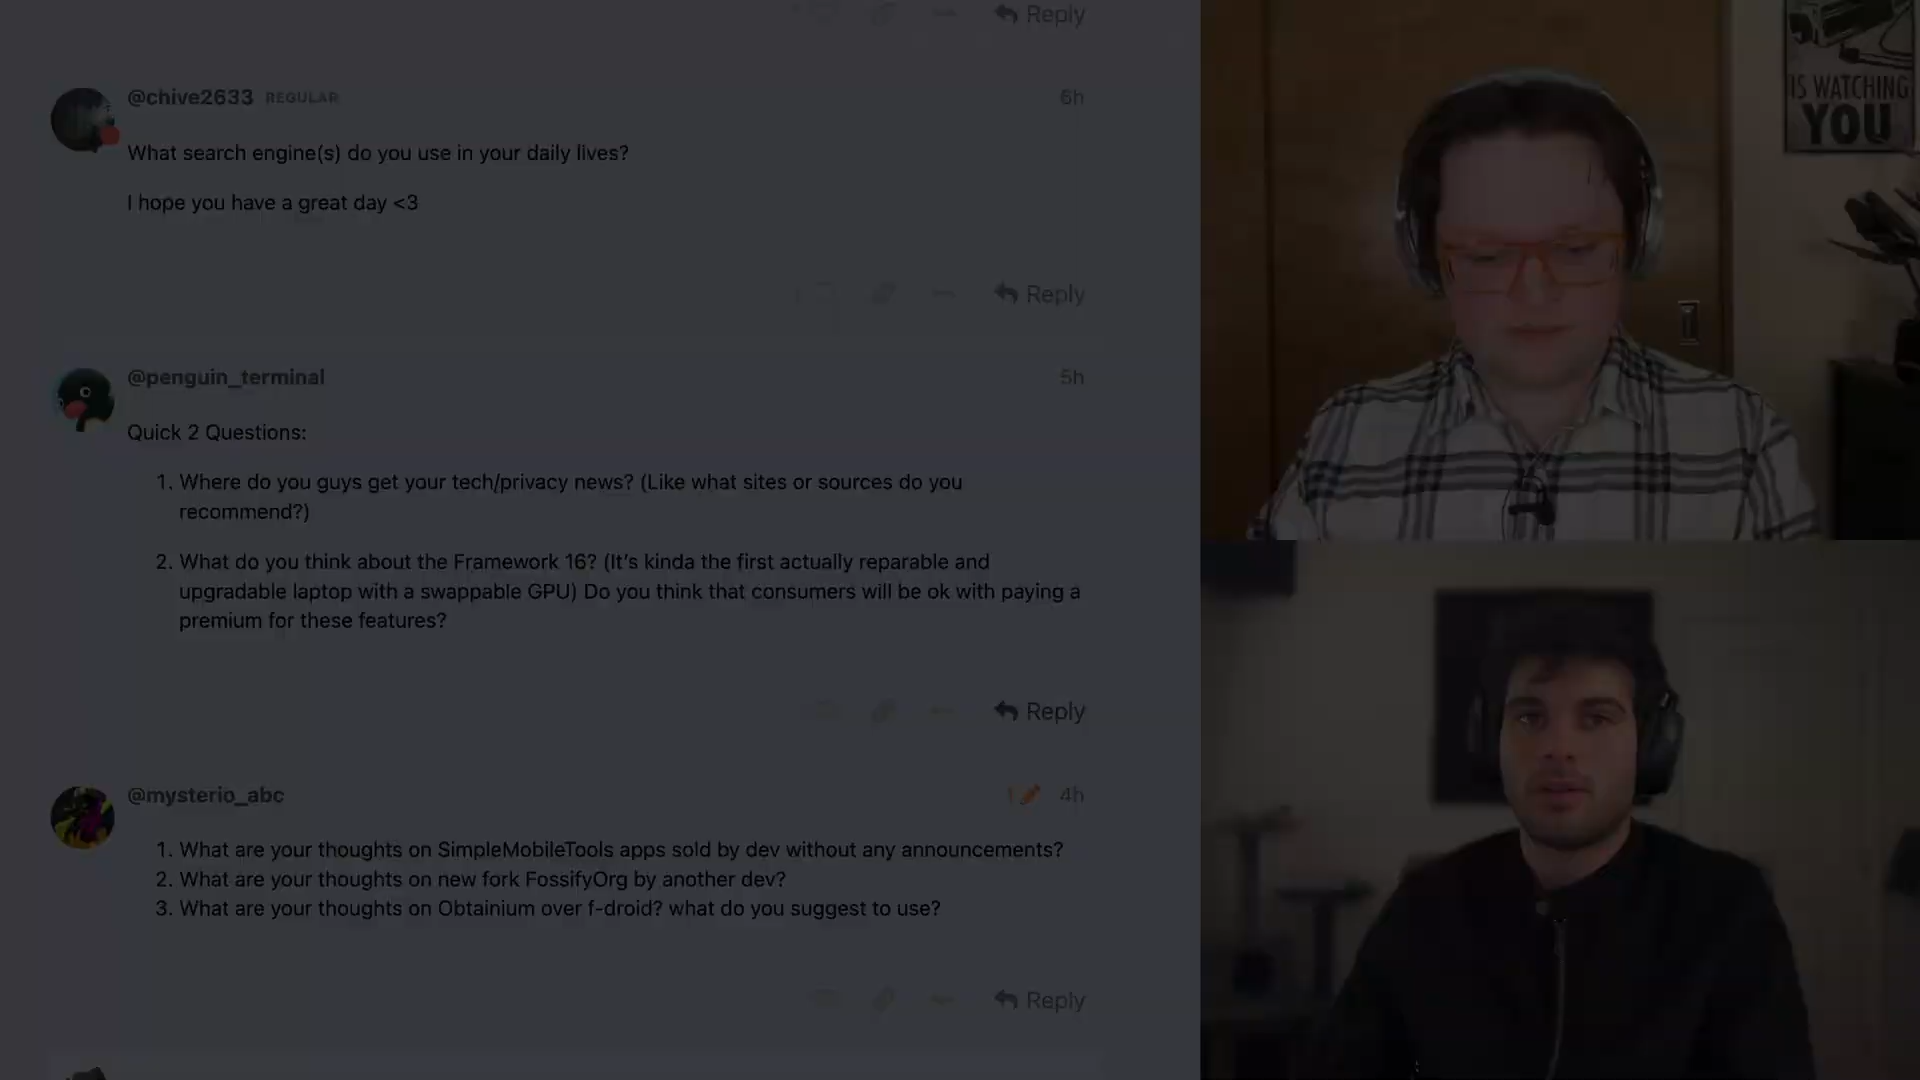 Reply
@chive2633 REGULAR 6h
What search engine(s) do you use in your daily lives?
I hope you have a great day <3
Reply
@penguin_terminal 5h
Quick 2 Questions:
1. Where do you guys get your tech/privacy news? (Like what sites or sources do you
recommend?)
2. What do you think about the Framework 16? (It's kinda the first actually reparable and
upgradable laptop with a swappable GPU) Do you think that consumers will be ok with paying a
premium for these features?
Reply
@mysterio_abc 1 4h
1. What are your thoughts on SimpleMobileTools apps sold by dev without any announcements?
2. What are your thoughts on new fork FossifyOrg by another dev?
3. What are your thoughts on Obtainium over f-droid? what do you suggest to use?
Reply
IS WATCHING
YOU